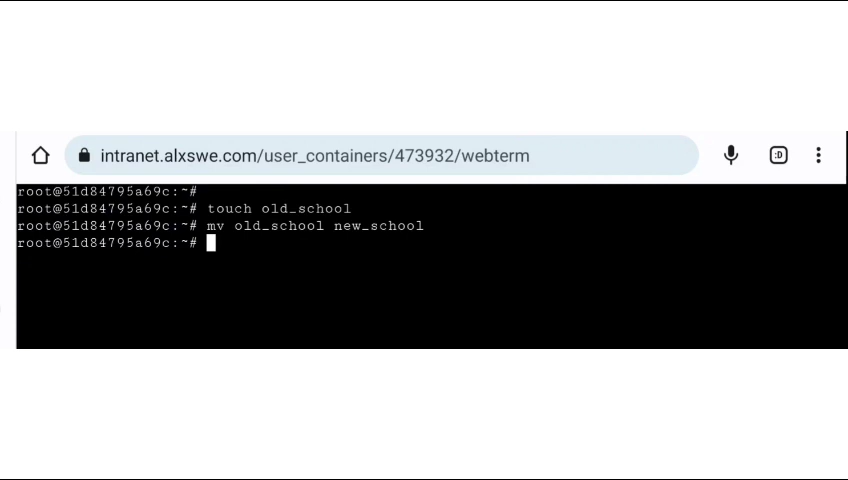 intranet.alxswe.com/user_containers/473932/webterm
:D
root@51d84795a69c:~#
root@51d84795a69c:~# touch old_school
root@51d84795a69c:~# mv old_school new_school
root@51d84795a69c:~#